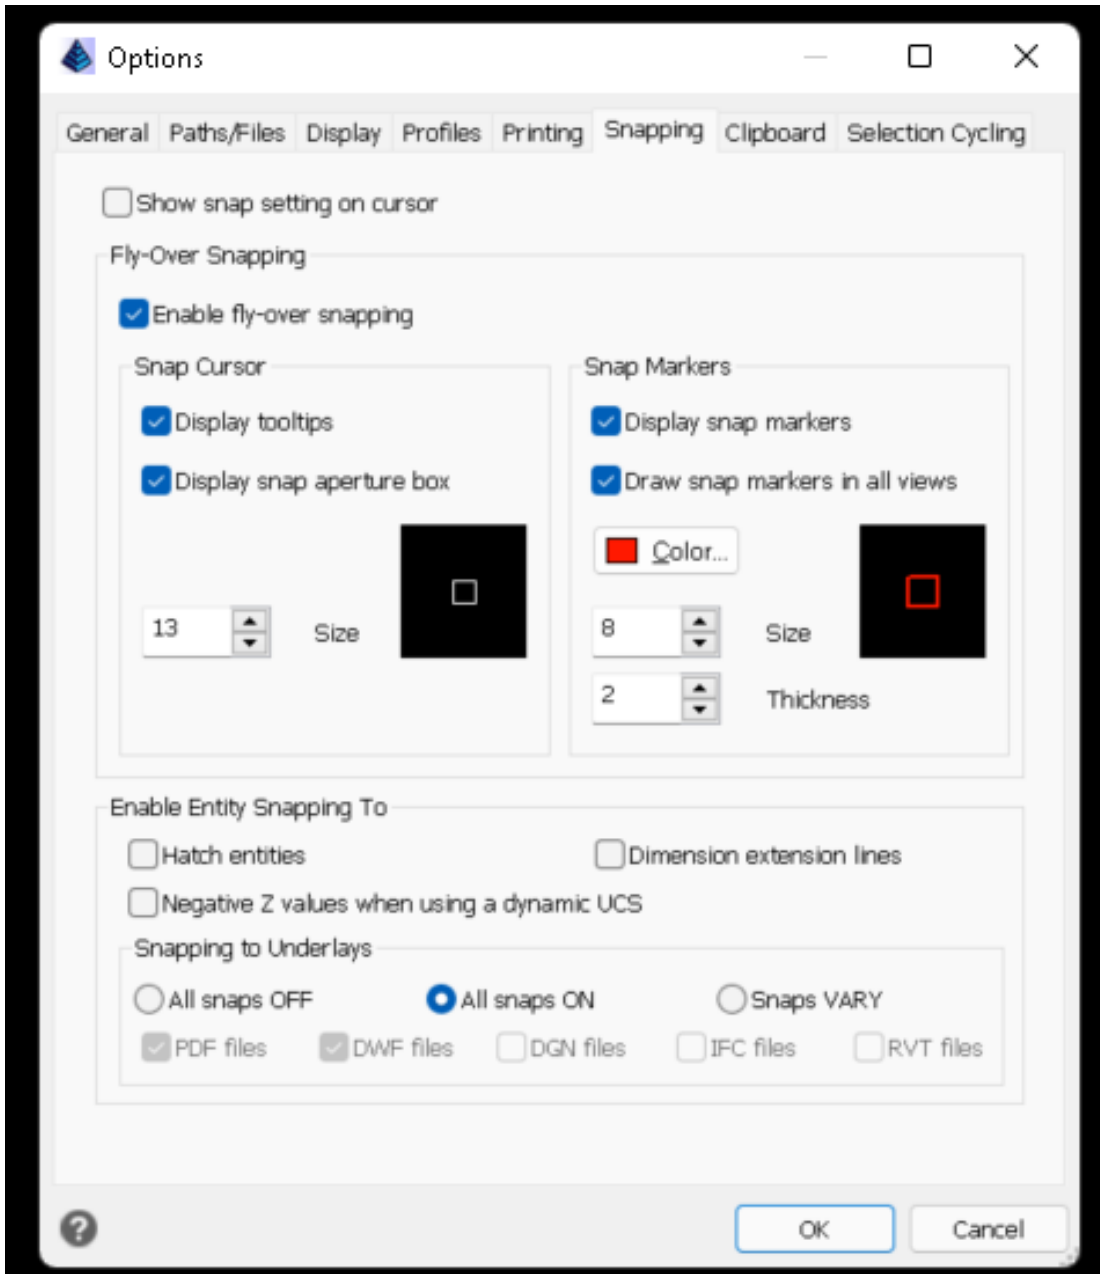 Options
General Paths/Files Display Profiles Printing Snapping Clipboard Selection Cycling
Show snap setting on cursor
Fly-Over Snapping
Enable fly-over snapping
Snap Cursor
Display tooltips
Display snap aperture box
13 Size
Snap Markers
Display snap markers
Draw snap markers in all views
Color...
8 Size
2 Thickness
Enable Entity Snapping To
Hatch entities Dimension extension lines
Negative Z values when using a dynamic UCS
Snapping to Underlays
All snaps OFF All snaps ON Snaps VARY
PDF files DWF files DGN files IFC files RVT files
? OK Cancel